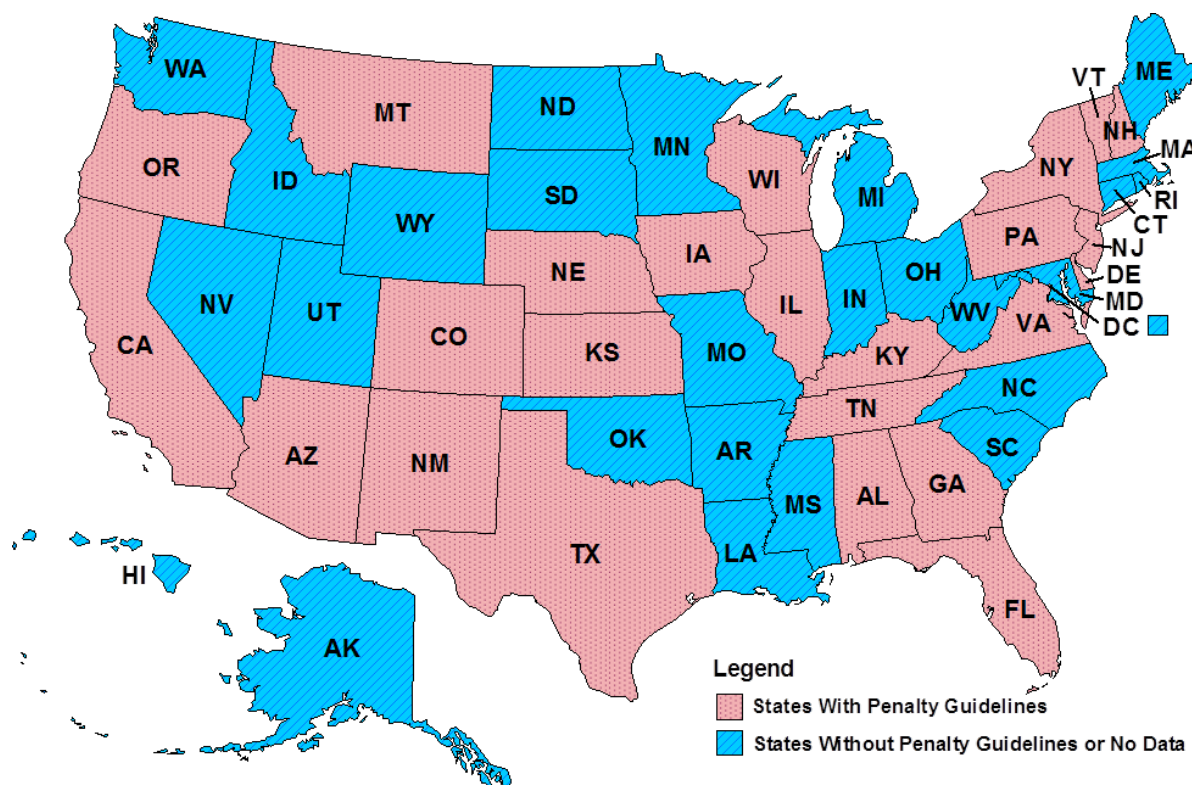 WA
MT
ND
MN
ME
VT
NH
MA
OR
ID
WY
SD
WI
MI
NY
RI
CT
NV
UT
NE
IA
PA
NJ
DE
MD
DC
CA
CO
KS
IL
IN
OH
WV
VA
MO
KY
TN
NC
AZ
NM
OK
AR
SC
MS
AL
GA
TX
LA
FL
HI
AK
Legend
States With Penalty Guidelines
States Without Penalty Guidelines or No Data